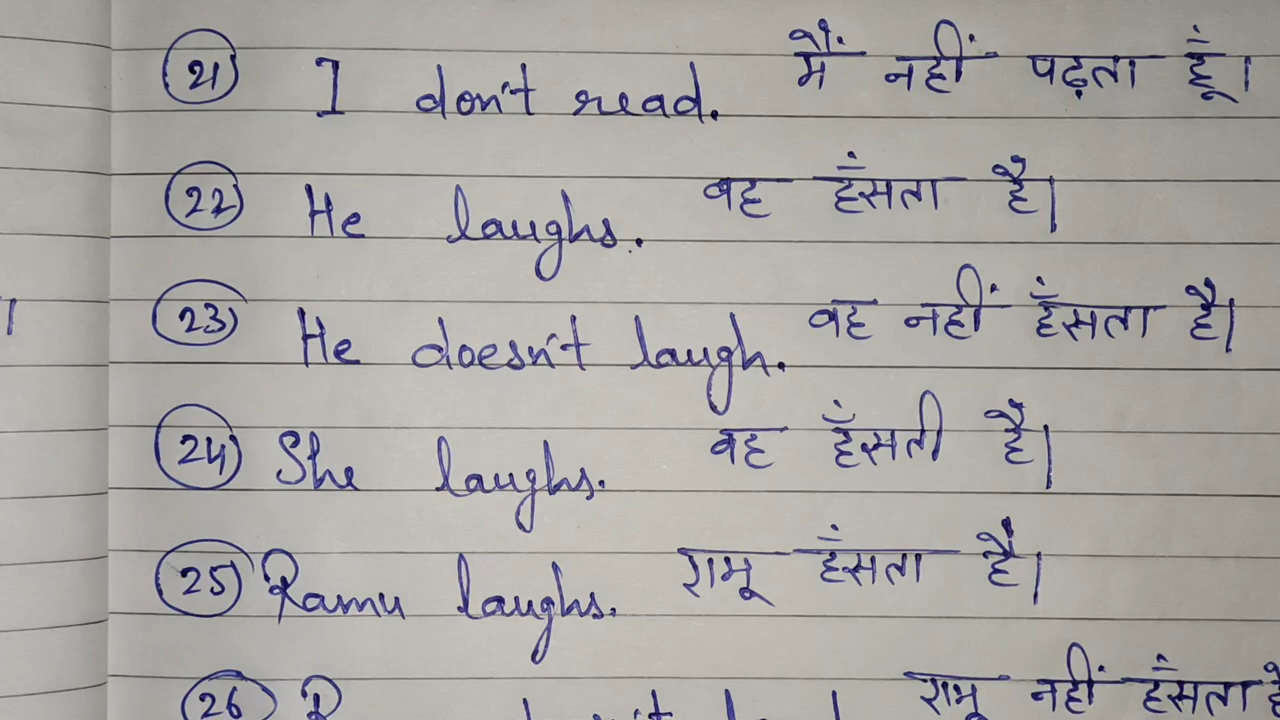 21 I don't read. मैं नहीं पढ़ता हूं।
22 He laughs. वह हंसता है।
23 He doesn't laugh. वह नहीं हंसता है।
24 She laughs. वह हंसती है।
25 Ramu laughs. रामू हंसता है।
26 रामू नहीं हंसता है